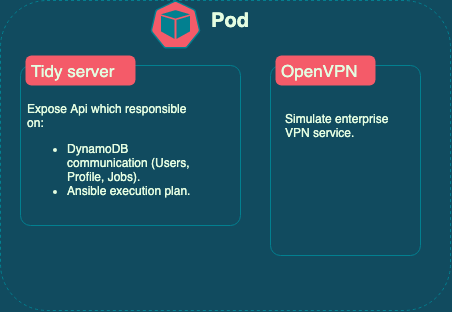 Pod
Tidy server
Expose Api which responsible
on:
• DynamoDB
communication (Users,
Profile, Jobs).
• Ansible execution plan.
OpenVPN
Simulate enterprise
VPN service.